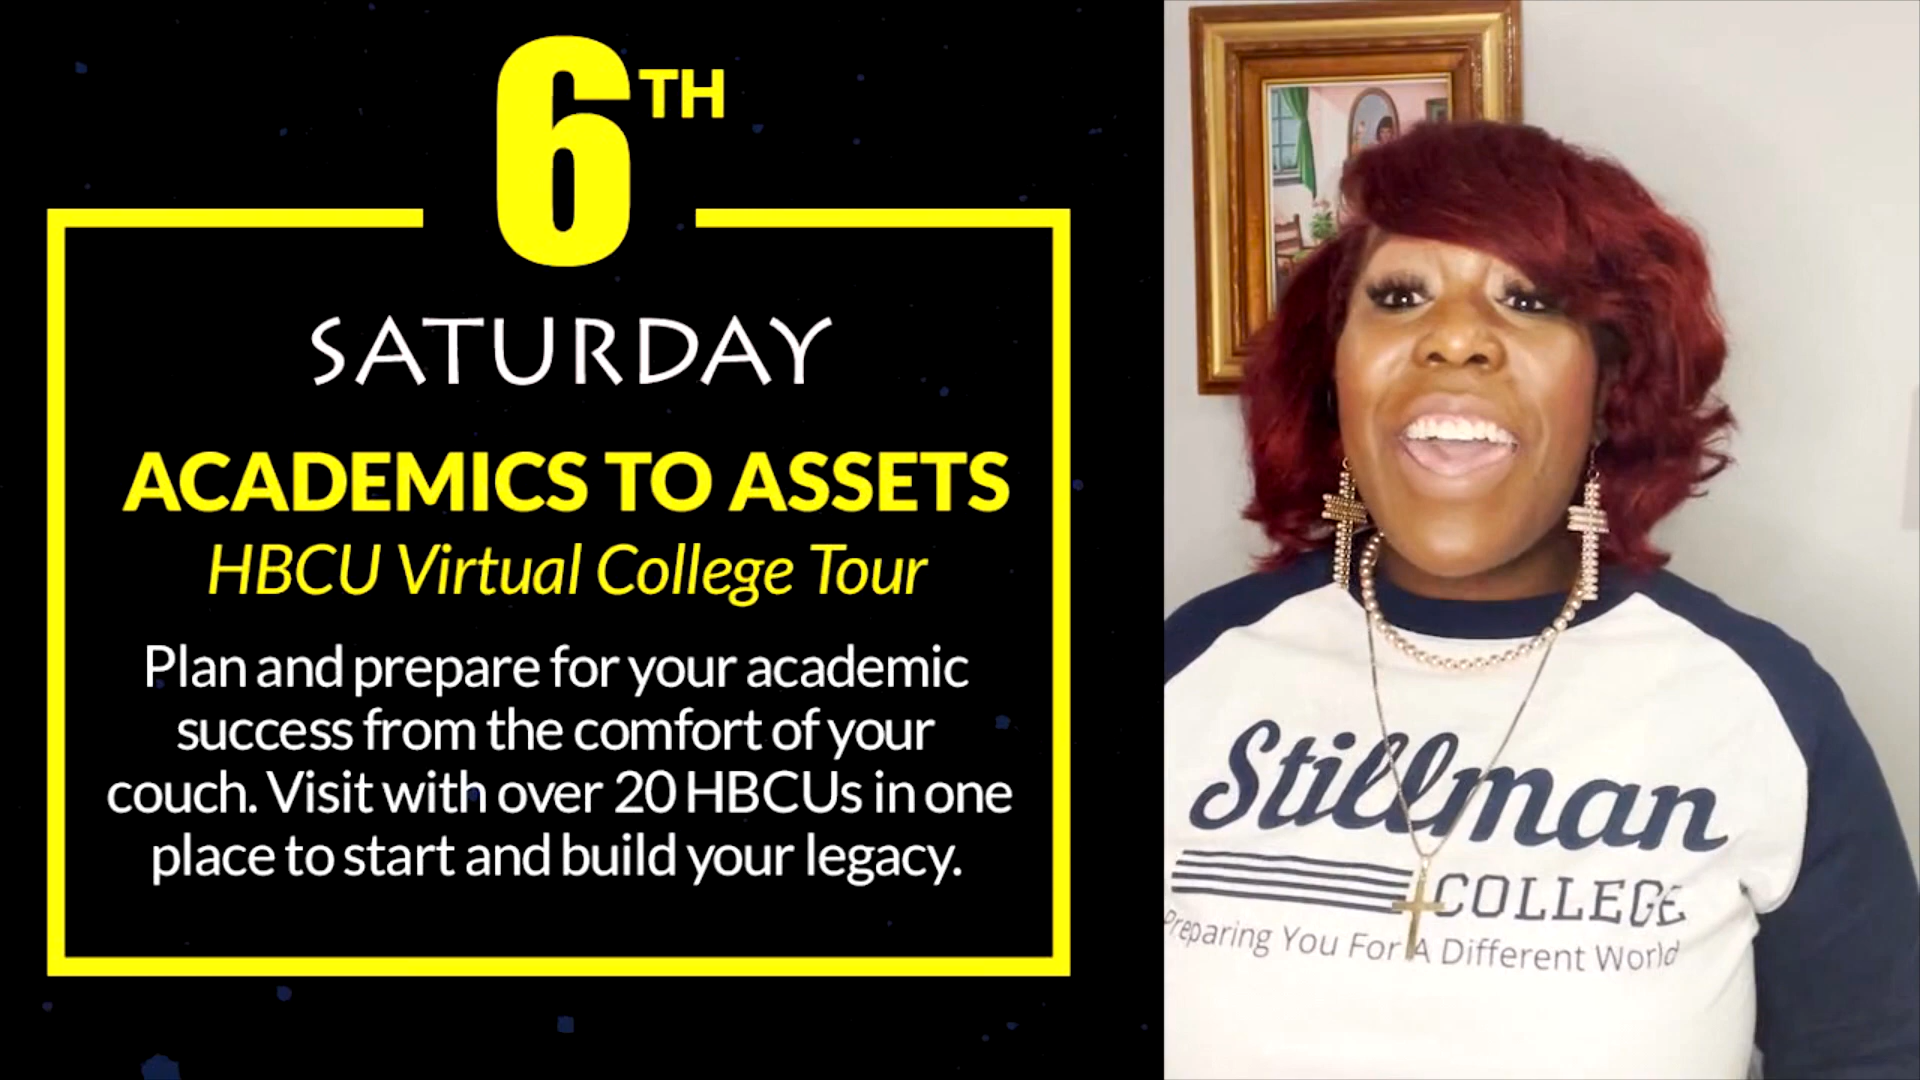 6TH
SATURDAY
ACADEMICS TO ASSETS
HBCU Virtual College Tour
Plan and prepare for your academic
success from the comfort of your
couch. Visit with over 20 HBCUs in one
place to start and build your legacy.
Stillman
COLLEGE
Preparing You For A Different World